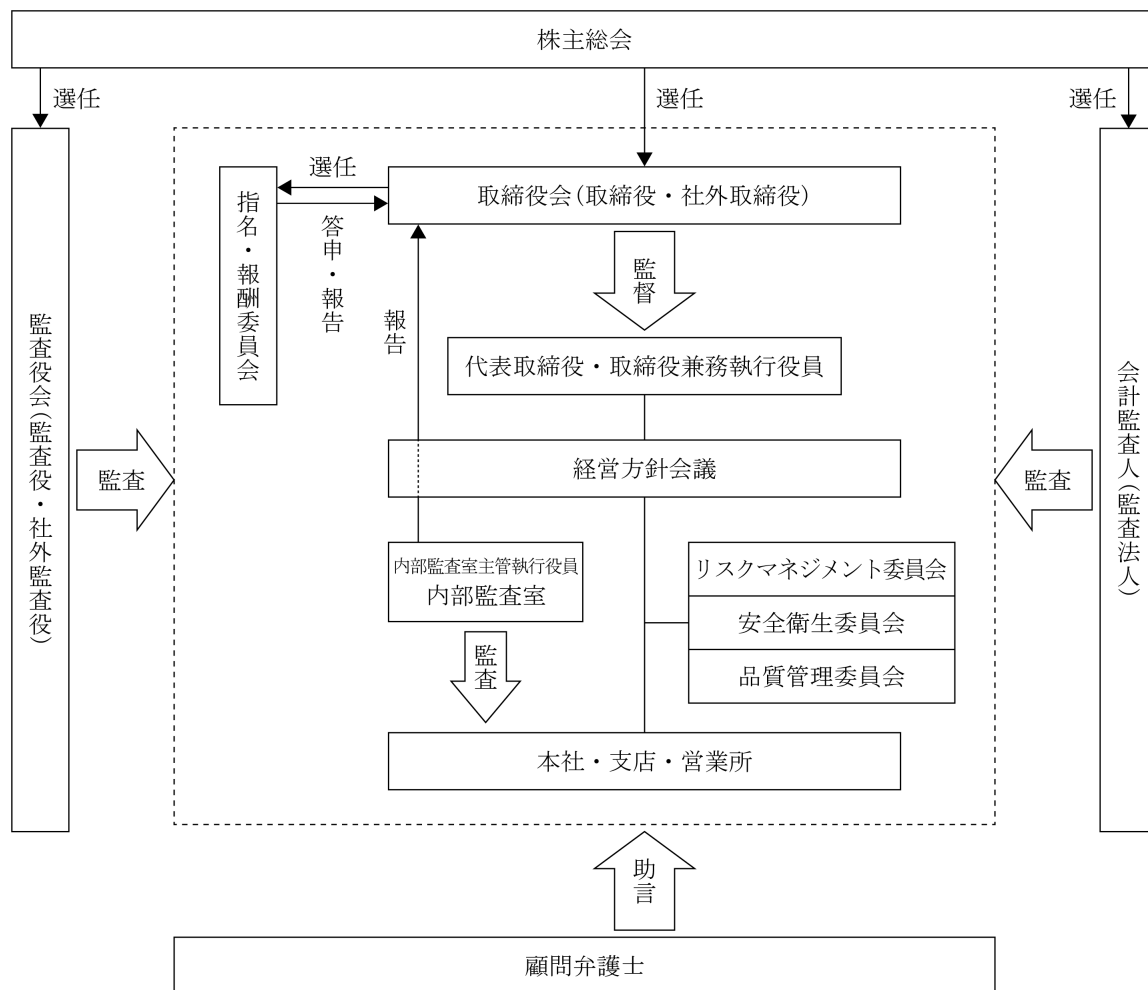 株主総会
選任
選任
選任
監査役会(監査役・社外監査役)
監査
指名・報酬委員会
選任
答申・報告
取締役会(取締役・社外取締役)
監督
報告
代表取締役・取締役兼務執行役員
経営方針会議
内部監査室主管執行役員
内部監査室
監査
リスクマネジメント委員会
安全衛生委員会
品質管理委員会
本社・支店・営業所
監査
会計監査人(監査法人)
助言
顧問弁護士